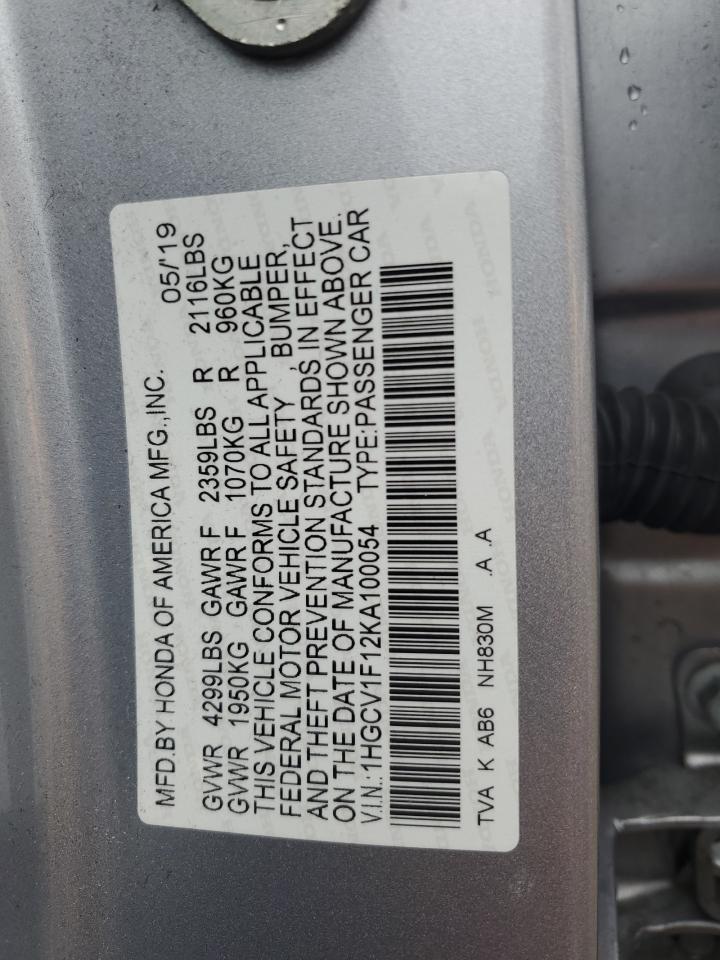 MFD.BY HONDA OF AMERICA MFG.,INC. 05/'19
GVWR 4299LBS GAWR F 2359LBS R 2116LBS
GVWR 1950KG GAWR F 1070KG R 960KG
THIS VEHICLE CONFORMS TO ALL APPLICABLE
FEDERAL MOTOR VEHICLE SAFETY , BUMPER,
AND THEFT PREVENTION STANDARDS IN EFFECT
ON THE DATE OF MANUFACTURE SHOWN ABOVE.
V.I.N.:1HGCV1F12KA100054 TYPE:PASSENGER CAR
TVA K AB6 NH830M .A .A